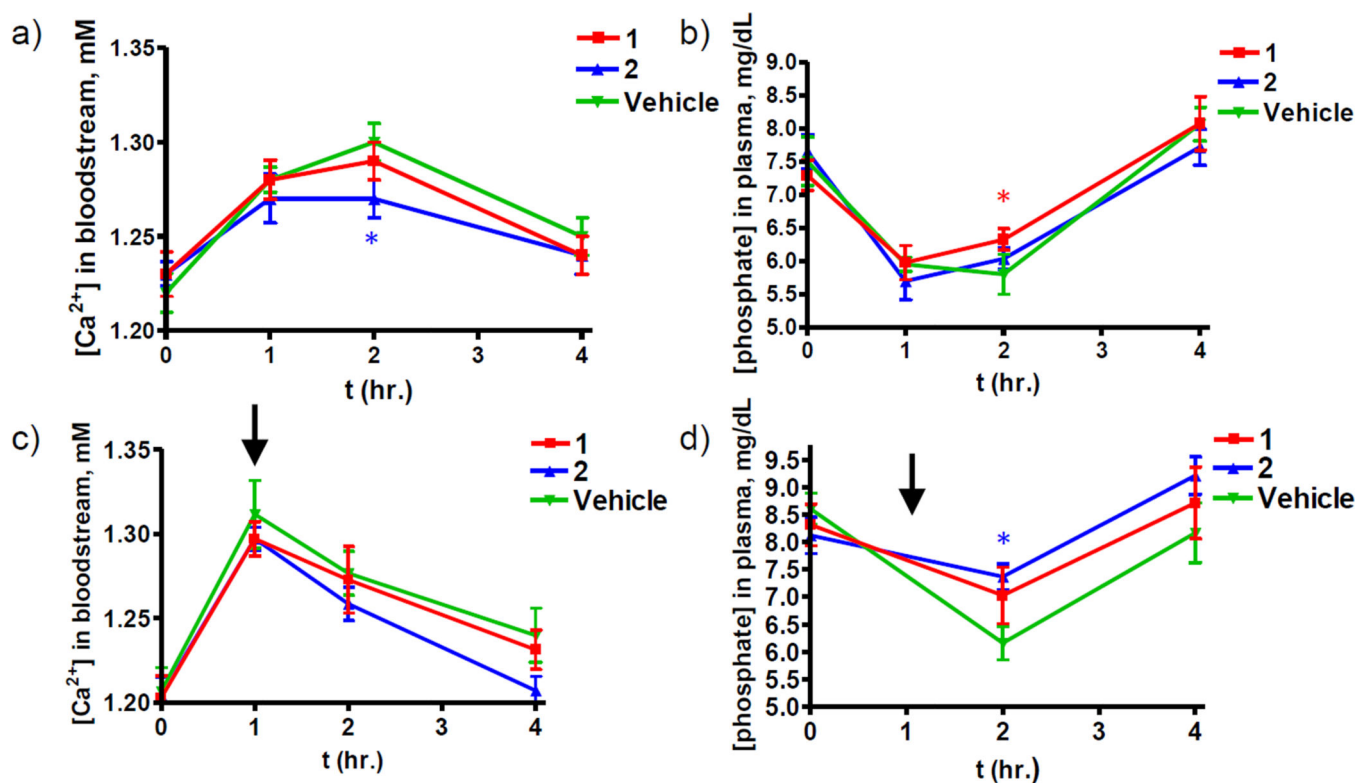 a)
[Ca²⁺] in bloodstream, mM
1.35
1.30
1.25
1.20
0 1 2 3 4
t (hr.)
1
2
Vehicle
*
b)
[phosphate] in plasma, mg/dL
9.0
8.5
8.0
7.5
7.0
6.5
6.0
5.5
5.0
0 1 2 3 4
t (hr.)
1
2
Vehicle
*
c)
[Ca²⁺] in bloodstream, mM
1.35
1.30
1.25
1.20
0 1 2 3 4
t (hr.)
1
2
Vehicle
d)
[phosphate] in plasma, mg/dL
9.5
9.0
8.5
8.0
7.5
7.0
6.5
6.0
5.5
5.0
0 1 2 3 4
t (hr.)
1
2
Vehicle
*